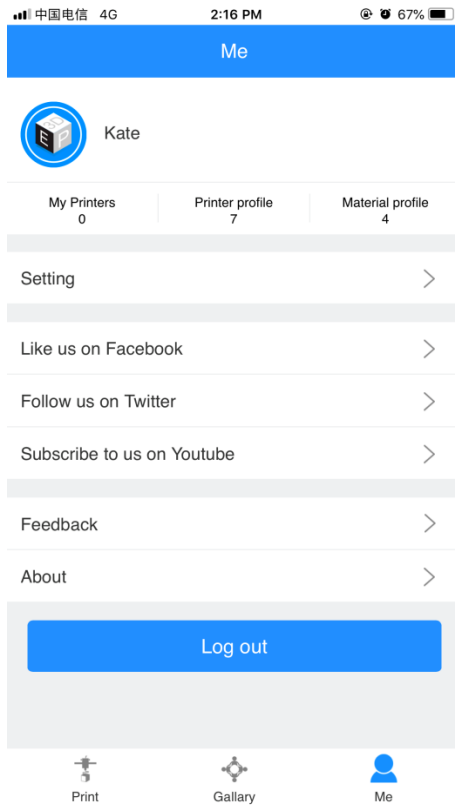 中国电信 4G 2:16 PM 67%
Me
3D
E P
Kate
My Printers Printer profile Material profile
0 7 4
Setting
Like us on Facebook
Follow us on Twitter
Subscribe to us on Youtube
Feedback
About
Log out
Print Gallary Me